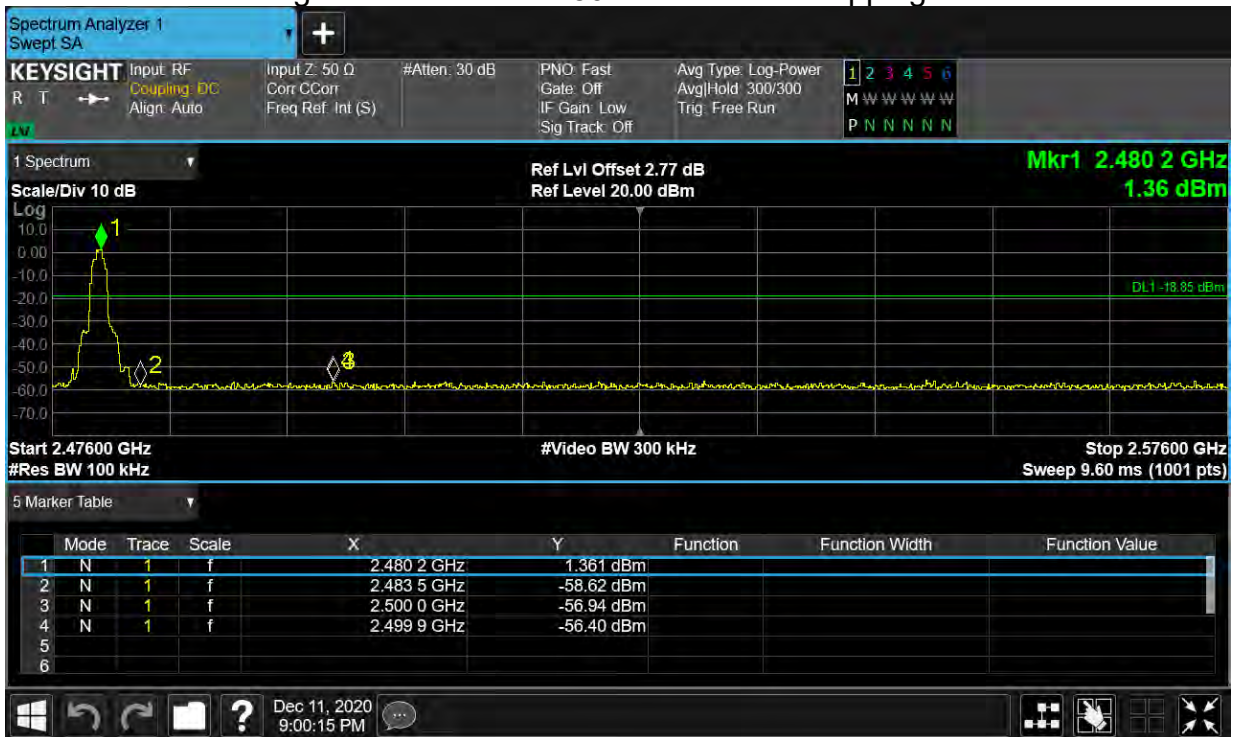 Spectrum Analyzer 1
Swept SA
+
KEYSIGHT Input: RF Input Z: 50 Ω #Atten: 30 dB PNO: Fast Avg Type: Log-Power 1 2 3 4 5 6
R T Coupling: DC Corr CCorr Gate: Off Avg|Hold: 300/300 M W W W W W W
Align: Auto Freq Ref: Int (S) IF Gain: Low Trig: Free Run
LXI Sig Track: Off P N N N N N N
1 Spectrum Ref Lvl Offset 2.77 dB Mkr1 2.480 2 GHz
Scale/Div 10 dB Ref Level 20.00 dBm 1.36 dBm
Log
10.0 1
0.00
-10.0
DL1 -18.85 dBm
-20.0
-30.0
-40.0
-50.0 2
-60.0
-70.0
Start 2.47600 GHz #Video BW 300 kHz Stop 2.57600 GHz
#Res BW 100 kHz Sweep 9.60 ms (1001 pts)
5 Marker Table
Mode Trace Scale X Y Function Function Width Function Value
1 N 1 f 2.480 2 GHz 1.361 dBm
2 N 1 f 2.483 5 GHz -58.62 dBm
3 N 1 f 2.500 0 GHz -56.94 dBm
4 N 1 f 2.499 9 GHz -56.40 dBm
5
6
? Dec 11, 2020
9:00:15 PM